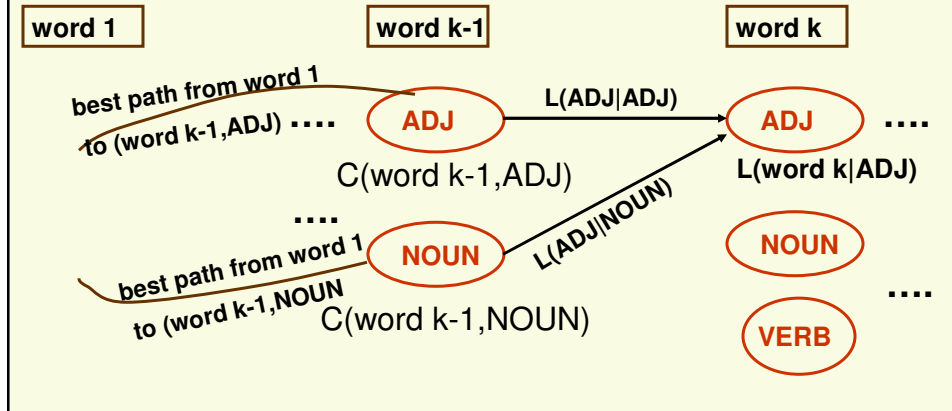 word 1
word k-1
word k
best path from word 1
to (word k-1,ADJ)
....
ADJ
L(ADJ|ADJ)
ADJ
....
C(word k-1,ADJ)
L(word k|ADJ)
....
best path from word 1
to (word k-1,NOUN
NOUN
L(ADJ|NOUN)
NOUN
C(word k-1,NOUN)
....
VERB